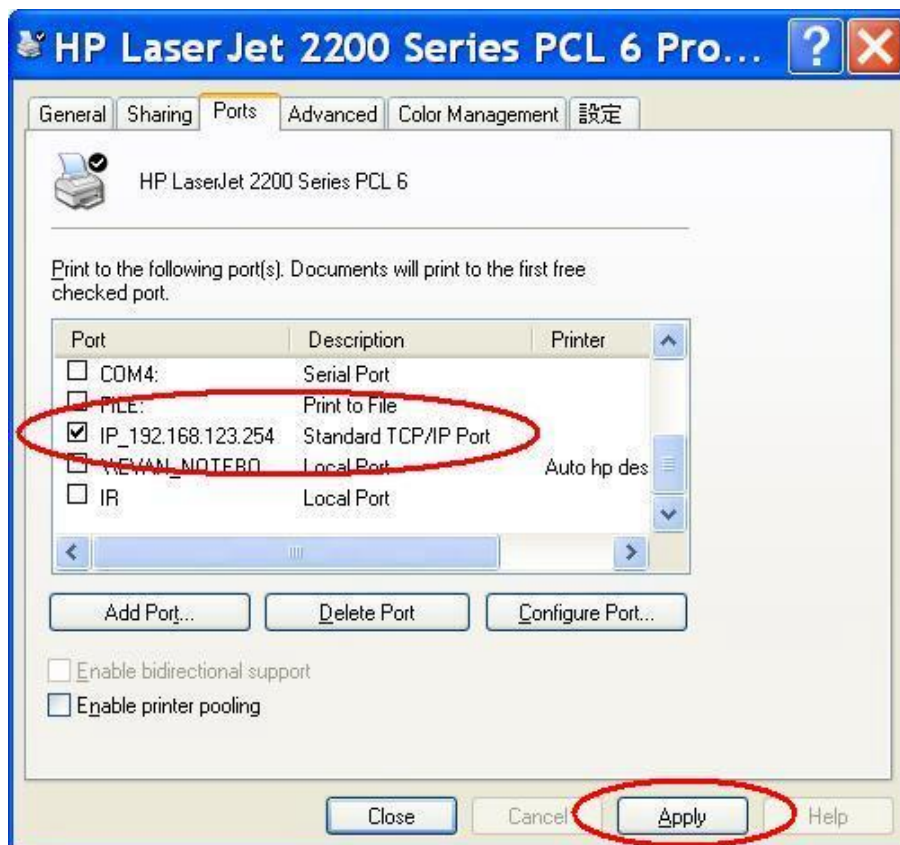 HP LaserJet 2200 Series PCL 6 Pro...
General Sharing Ports Advanced Color Management 設定
HP LaserJet 2200 Series PCL 6
Print to the following port(s). Documents will print to the first free
checked port.
Port Description Printer
COM4: Serial Port
FILE: Print to File
IP_192.168.123.254 Standard TCP/IP Port
\\EVAN_NOTEBO... Local Port Auto hp des
IR Local Port
Add Port... Delete Port Configure Port...
Enable bidirectional support
Enable printer pooling
Close Cancel Apply Help